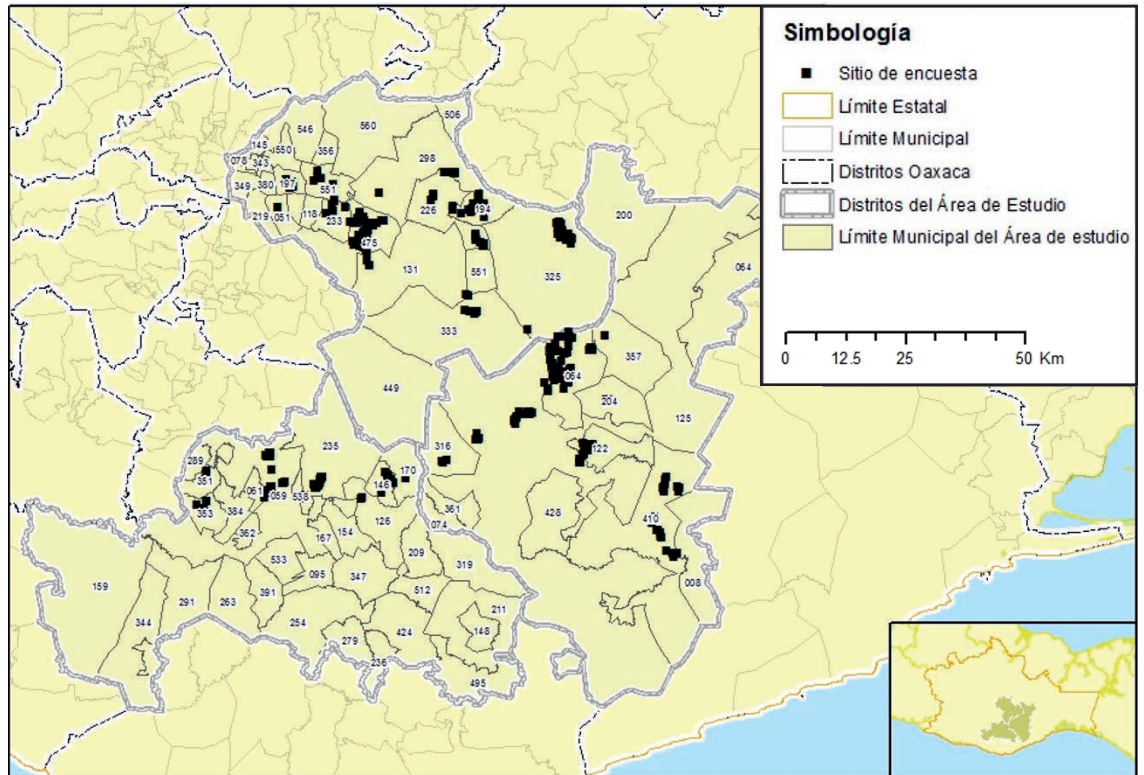 Simbología
Sitio de encuesta
Límite Estatal
Límite Municipal
Distritos Oaxaca
Distritos del Área de Estudio
Límite Municipal del Área de estudio
0 12.5 25 50 Km
506
546 560
145 550 356
078 343 298
349 380 197 551
226 194
219 051 118 233
475
200
131 551 325
064
333
357
064
449
204
125
235 316
289 122
351 170
061 059 146
538
353 384 361
428
362 154 126 074 410
167
533 209 319
159 095 347 008
291 263 391 512
344 254 211
424 148
279
236
495